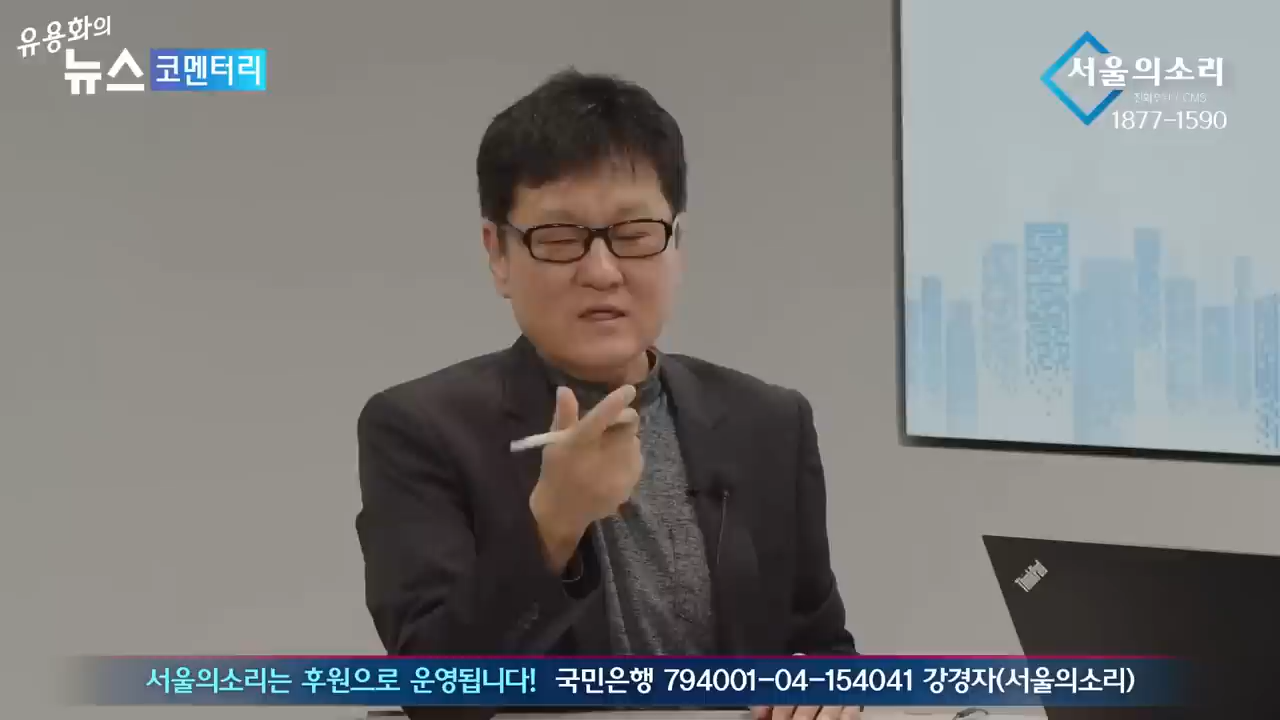 유용화의
뉴스 코멘터리
서울의소리
1877-1590
ThinkPad
서울의소리는 후원으로 운영됩니다! 국민은행 794001-04-154041 강경자(서울의소리)